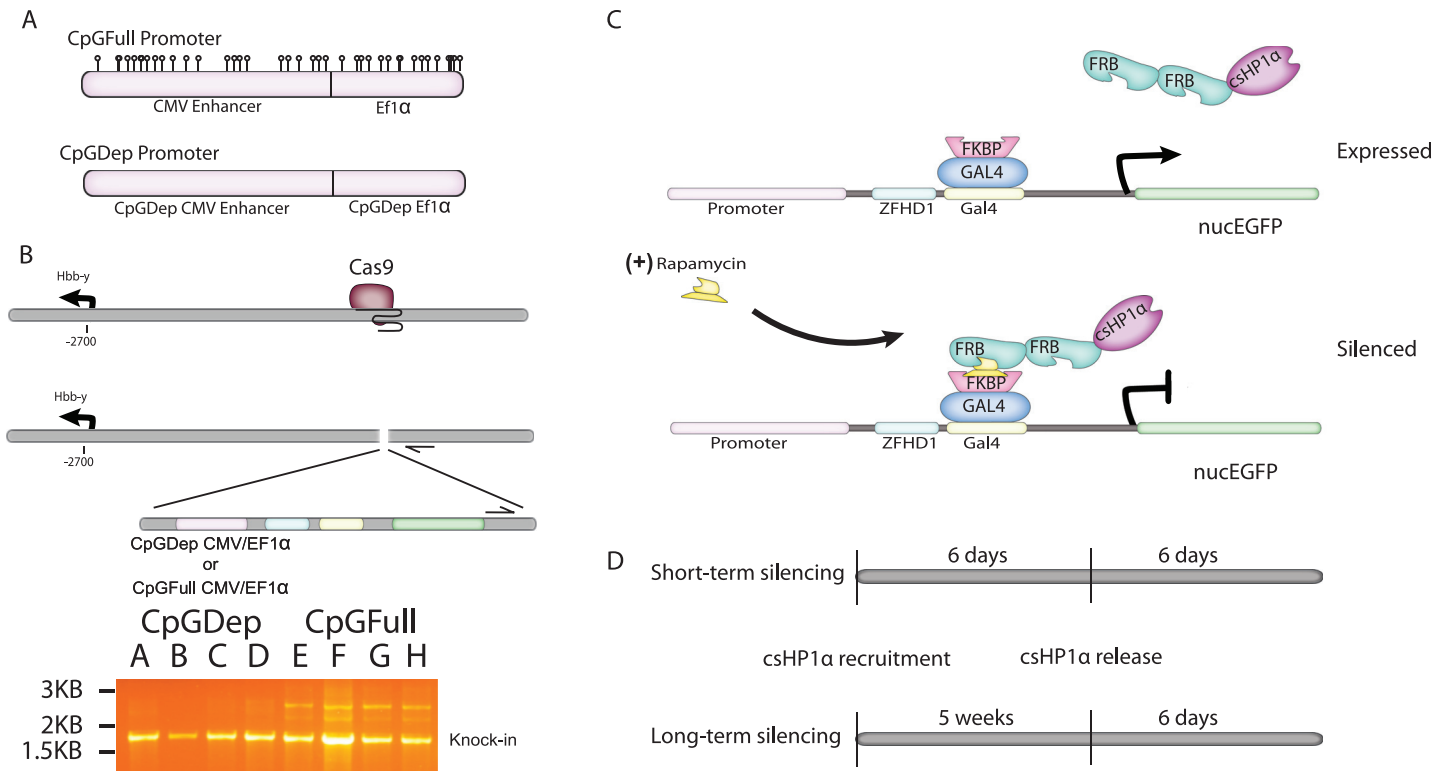 A
CpGFull Promoter
CMV Enhancer
Ef1α
CpGDep Promoter
CpGDep CMV Enhancer
CpGDep Ef1α
B
Hbb-y
Cas9
-2700
Hbb-y
-2700
CpGDep CMV/EF1α
or
CpGFull CMV/EF1α
CpGDep CpGFull
A B C D E F G H
3KB
2KB
1.5KB
Knock-in
C
FRB
FRB
csHP1α
FKBP
GAL4
Expressed
Promoter
ZFHD1
Gal4
nucEGFP
(+) Rapamycin
FRB
FRB
csHP1α
Silenced
FKBP
GAL4
Promoter
ZFHD1
Gal4
nucEGFP
D
6 days
6 days
Short-term silencing
csHP1α recruitment
csHP1α release
5 weeks
6 days
Long-term silencing